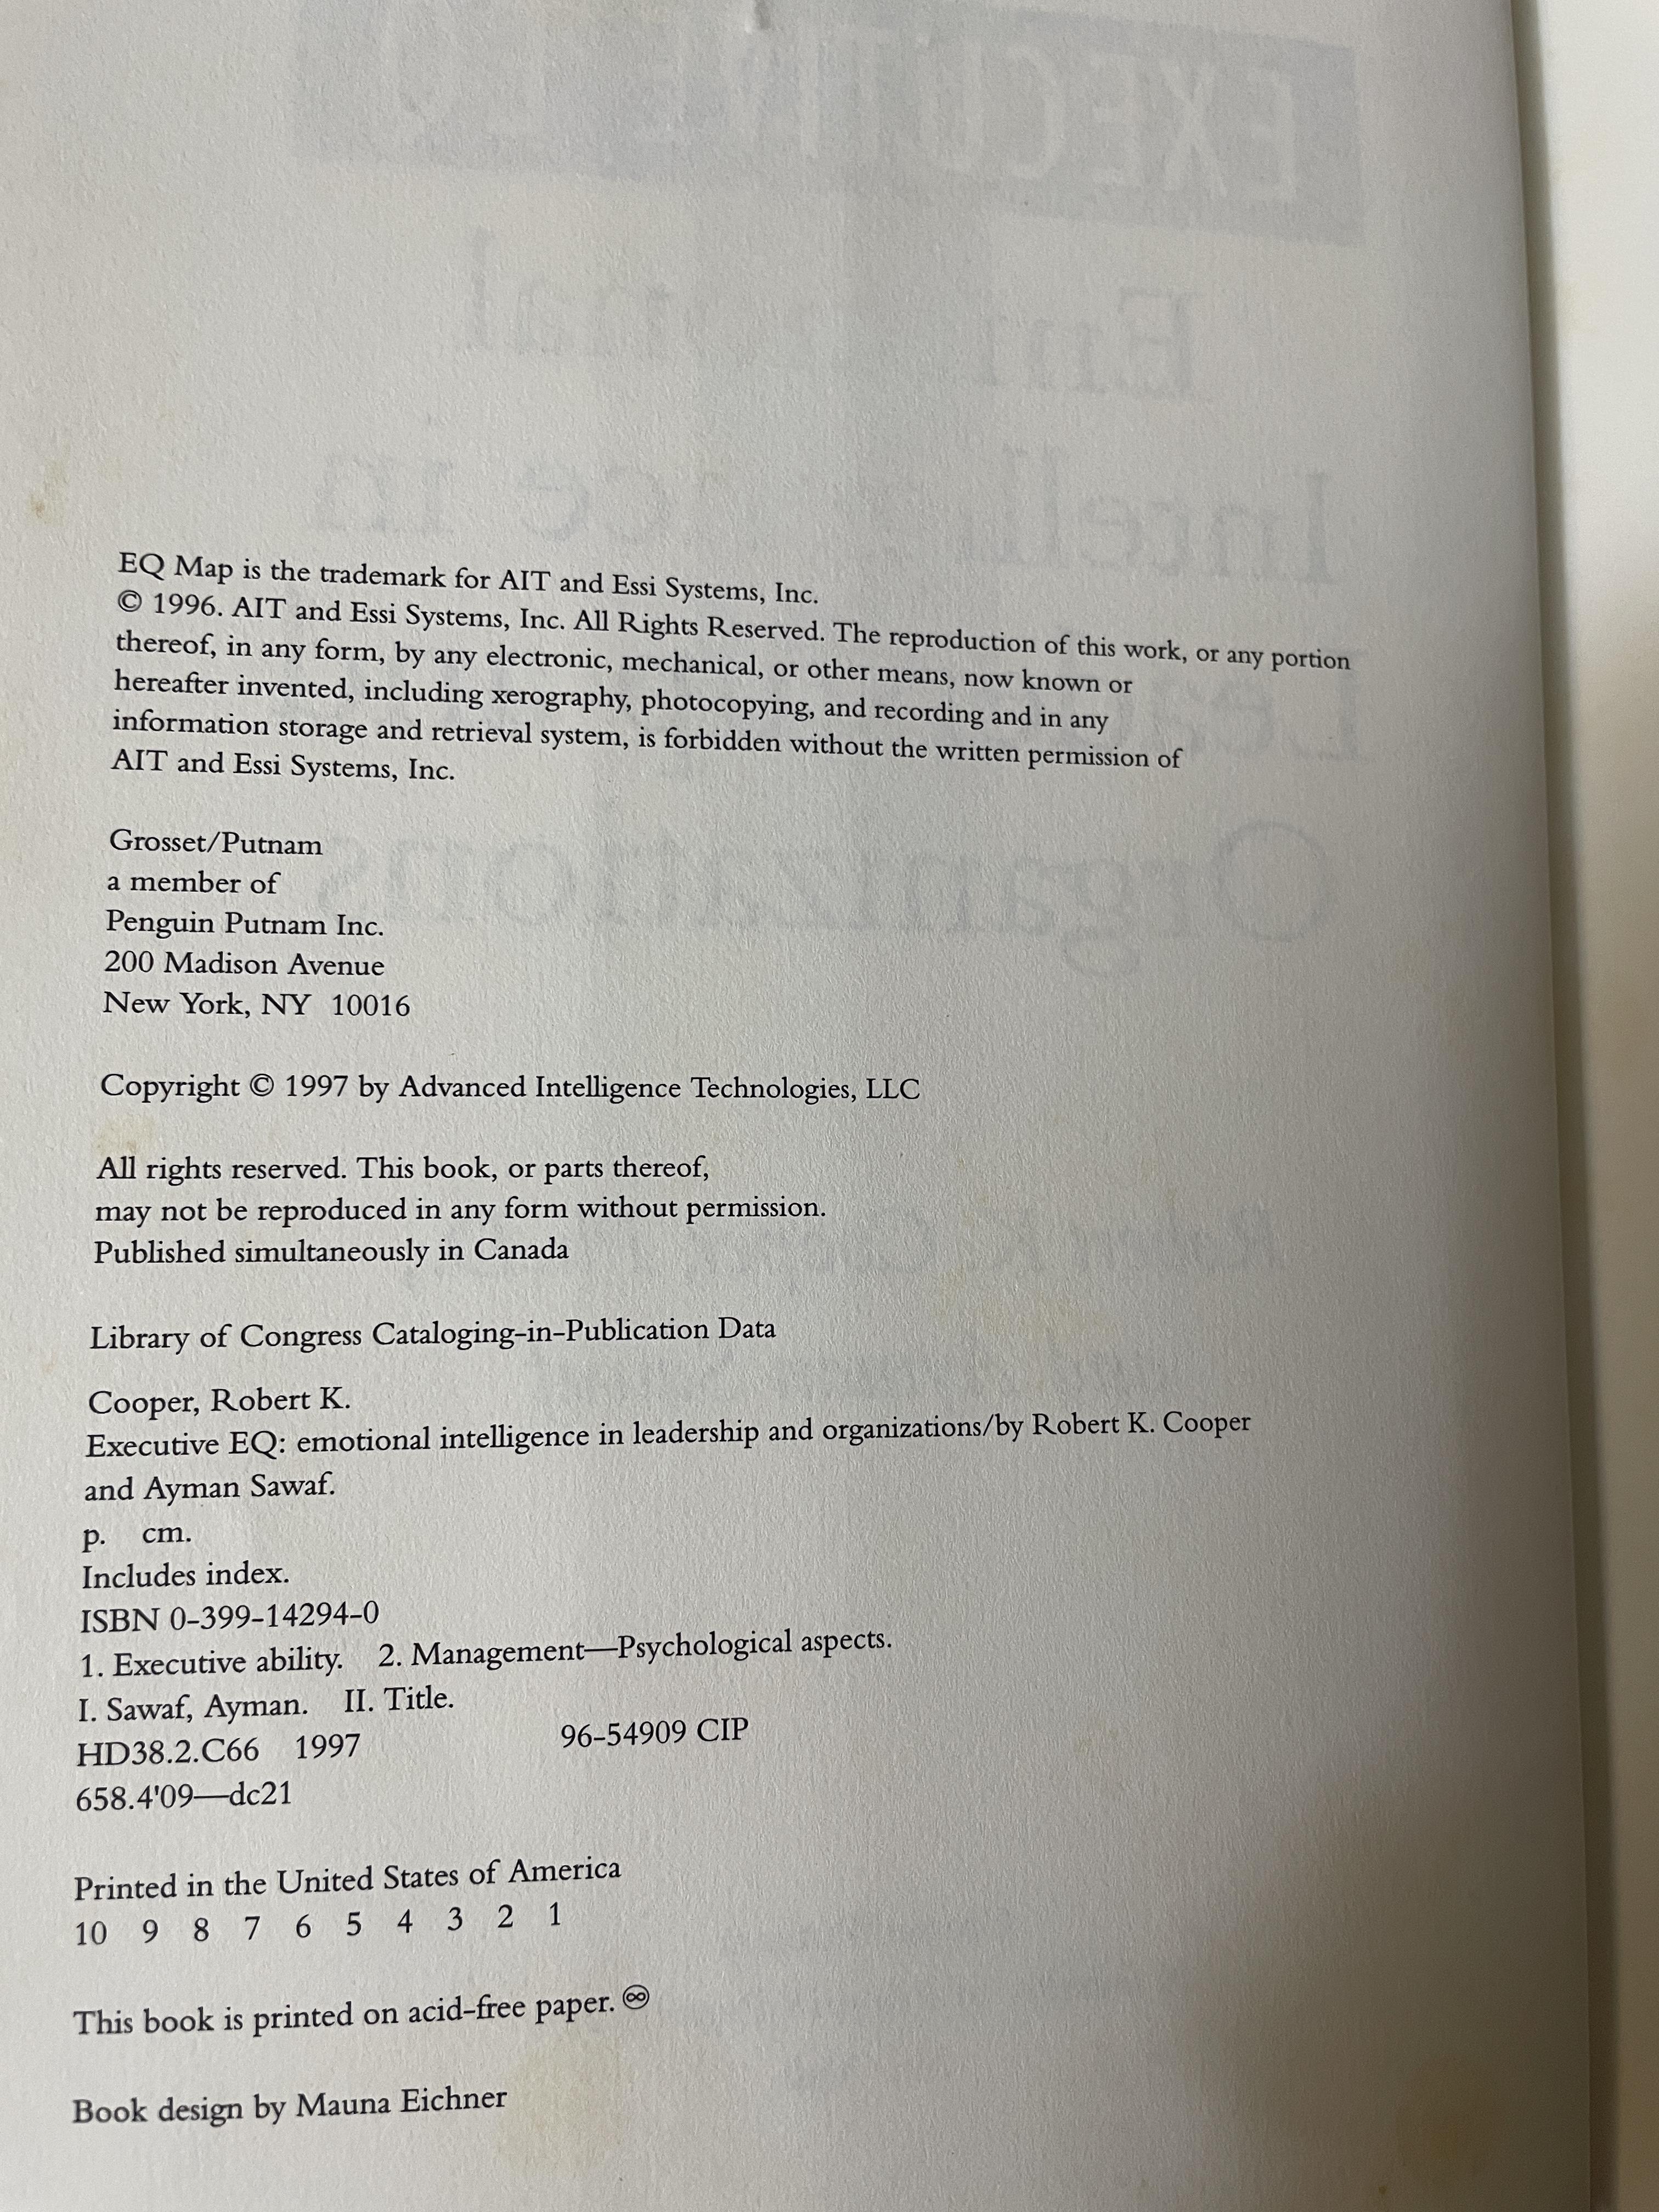 EQ Map is the trademark for AIT and Essi Systems, Inc.
© 1996. AIT and Essi Systems, Inc. All Rights Reserved. The reproduction of this work, or any portion
thereof, in any form, by any electronic, mechanical, or other means, now known or
hereafter invented, including xerography, photocopying, and recording and in any
information storage and retrieval system, is forbidden without the written permission of
AIT and Essi Systems, Inc.
Grosset/Putnam
a member of
Penguin Putnam Inc.
200 Madison Avenue
New York, NY 10016
Copyright © 1997 by Advanced Intelligence Technologies, LLC
All rights reserved. This book, or parts thereof,
may not be reproduced in any form without permission.
Published simultaneously in Canada
Library of Congress Cataloging-in-Publication Data
Cooper, Robert K.
Executive EQ: emotional intelligence in leadership and organizations/by Robert K. Cooper
and Ayman Sawaf.
p. cm.
Includes index.
ISBN 0-399-14294-0
1. Executive ability. 2. Management—Psychological aspects.
I. Sawaf, Ayman. II. Title.
HD38.2.C66 1997 96-54909 CIP
658.4'09—dc21
Printed in the United States of America
10 9 8 7 6 5 4 3 2 1
This book is printed on acid-free paper. ♾
Book design by Mauna Eichner